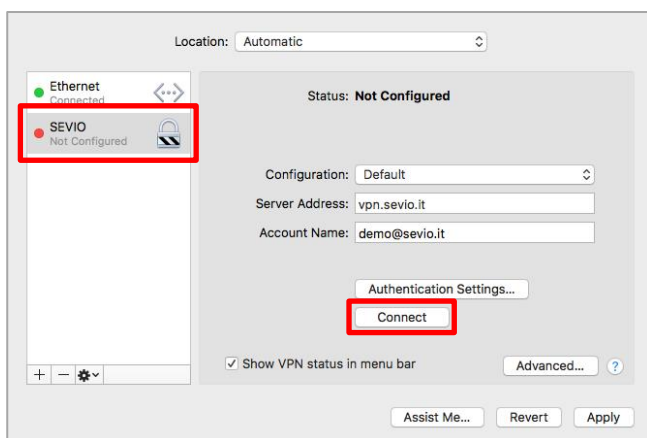 Location: Automatic
Ethernet
Connected
SEVIO
Not Configured
Status: Not Configured
Configuration: Default
Server Address: vpn.sevio.it
Account Name: demo@sevio.it
Authentication Settings...
Connect
Show VPN status in menu bar
Advanced... ?
Assist Me... Revert Apply